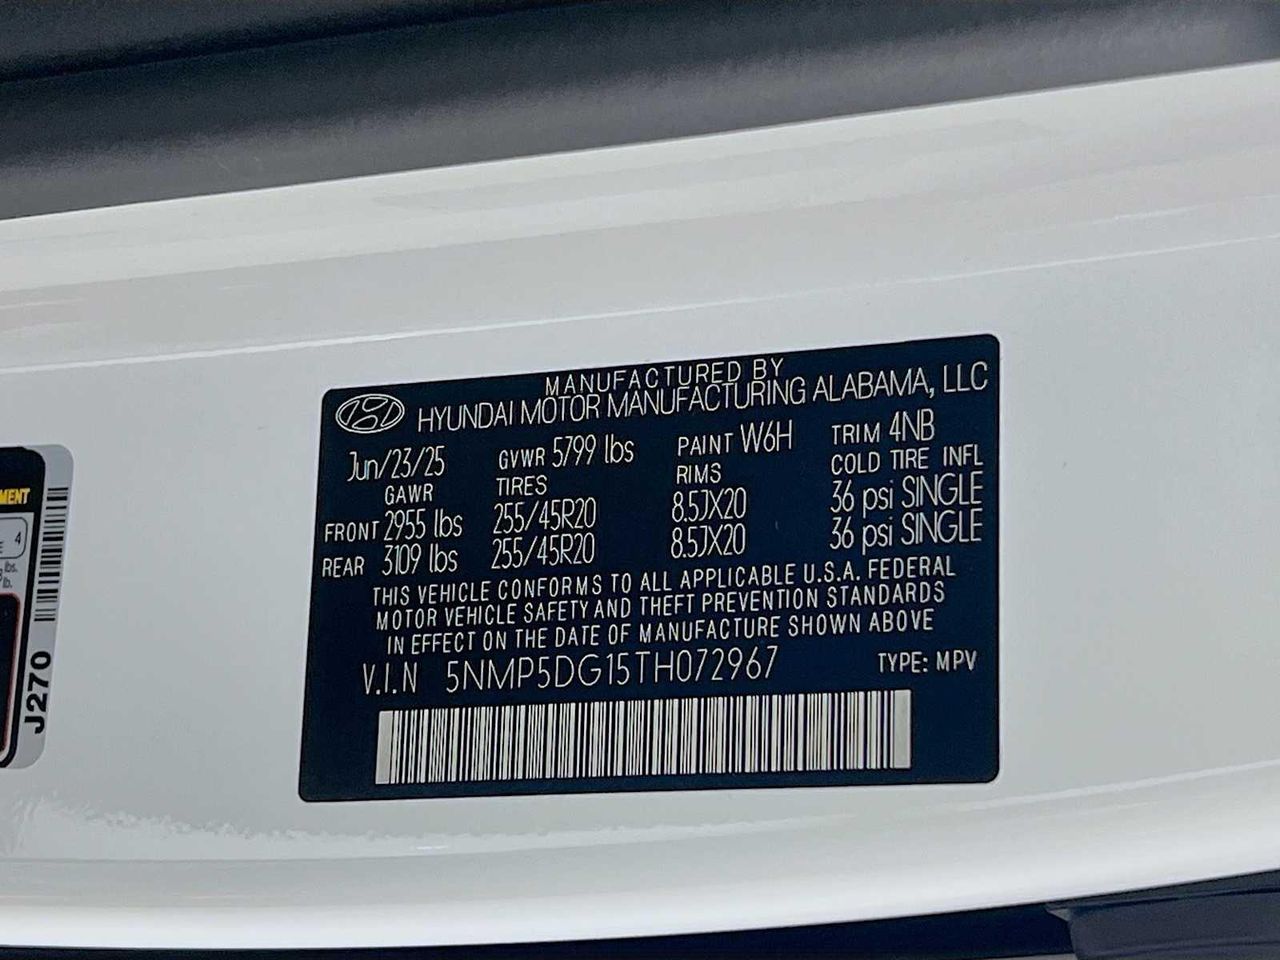 MANUFACTURED BY
HYUNDAI MOTOR MANUFACTURING ALABAMA, LLC
Jun/23/25 GVWR 5799 lbs PAINT W6H TRIM 4NB
GAWR TIRES RIMS COLD TIRE INFL
FRONT 2955 lbs 255/45R20 8.5JX20 36 psi SINGLE
REAR 3109 lbs 255/45R20 8.5JX20 36 psi SINGLE
THIS VEHICLE CONFORMS TO ALL APPLICABLE U.S.A. FEDERAL
MOTOR VEHICLE SAFETY AND THEFT PREVENTION STANDARDS
IN EFFECT ON THE DATE OF MANUFACTURE SHOWN ABOVE
V.I.N 5NMP5DG15TH072967 TYPE: MPV
4
lbs.
lb.
J270